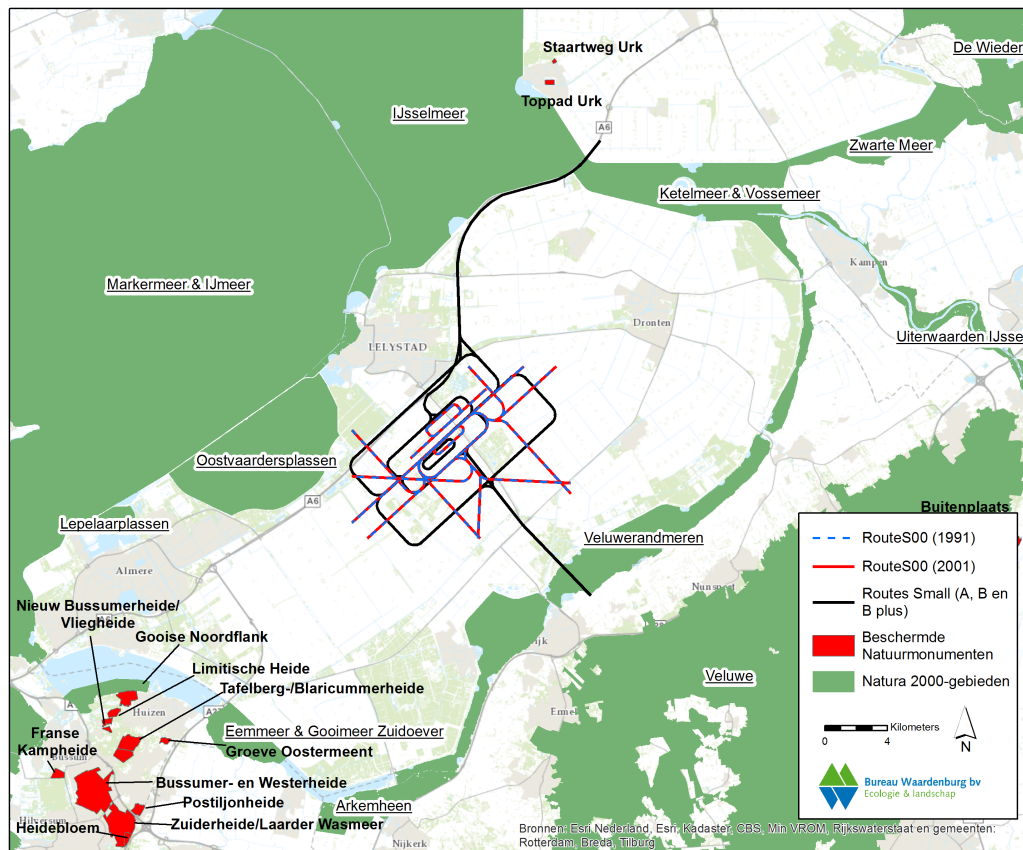 Staartweg Urk
De Wieden
Toppad Urk
IJsselmeer
A6
Zwarte Meer
Ketelmeer & Vossemeer
Kampen
Markermeer & IJmeer
Dronten
Uiterwaarden IJsse
LELYSTAD
Oostvaardersplassen
A6
Buitenplaats
Lepelaarplassen
Veluwerandmeren
Almere
Nunspeet
RouteS00 (1991)
RouteS00 (2001)
Routes Small (A, B en
B plus)
Beschermde
Natuurmonumenten
Natura 2000-gebieden
Kilometers
0 4
N
Bureau Waardenburg bv
Ecologie & landschap
Nieuw Bussumerheide/
Vliegheide
Gooise Noordflank
Limitische Heide
Tafelberg-/Blaricummerheide
Veluwe
Huizen
Ermel
Eemmeer & Gooimeer Zuidoever
Franse
Kampheide
Groeve Oostermeent
Bussum
Bussumer- en Westerheide
Postiljonheide
Arkemheen
Hilversum
Zuiderheide/Laarder Wasmeer
Heidebloem
Nijkerk
Bronnen: Esri Nederland, Esri, Kadaster, CBS, Min VROM, Rijkswaterstaat en gemeenten:
Rotterdam, Breda, Tilburg